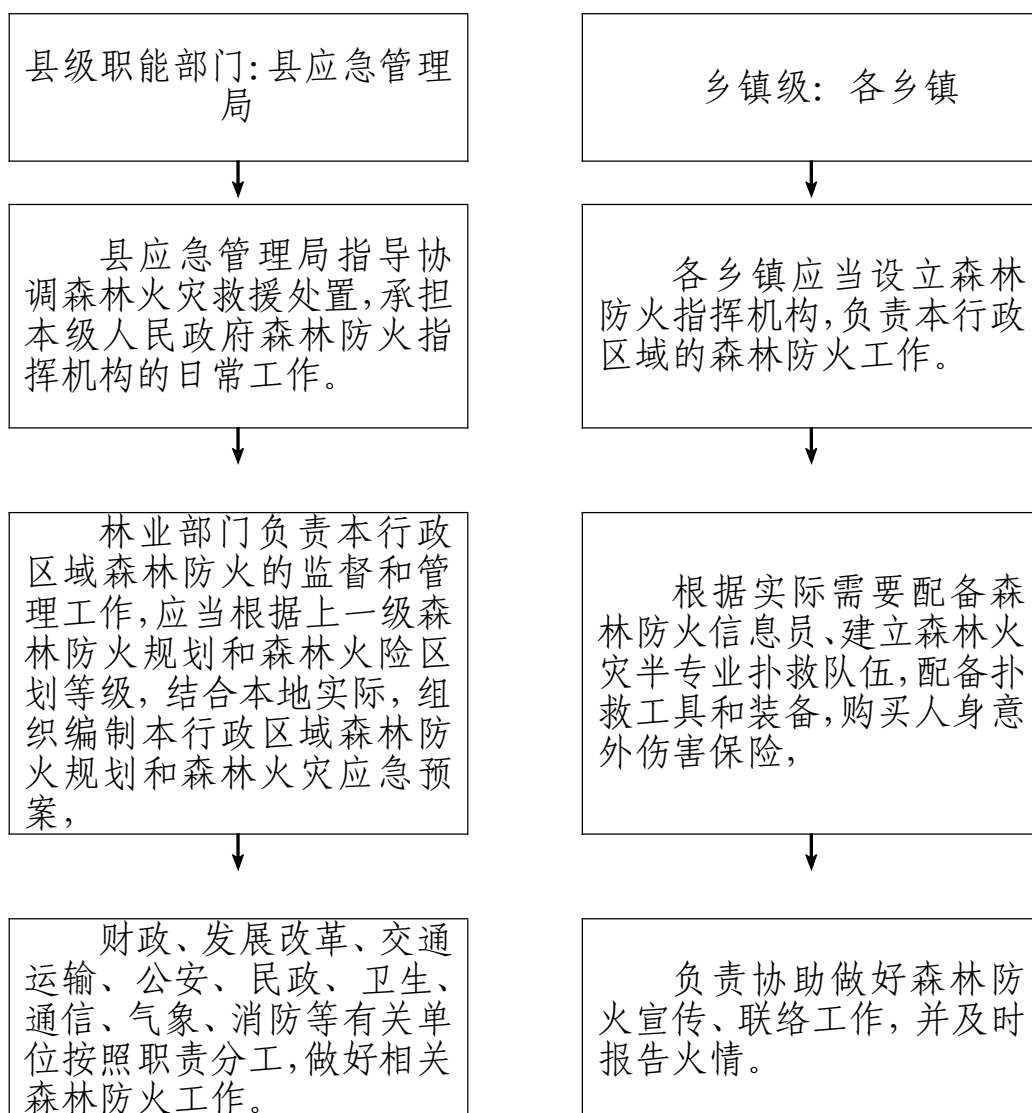 县级职能部门:县应急管理
局
县应急管理局指导协
调森林火灾救援处置,承担
本级人民政府森林防火指
挥机构的日常工作。
林业部门负责本行政
区域森林防火的监督和管
理工作,应当根据上一级森
林防火规划和森林火险区
划等级,结合本地实际,组
织编制本行政区域森林防
火规划和森林火灾应急预
案,
财政、发展改革、交通
运输、公安、民政、卫生、
通信、气象、消防等有关单
位按照职责分工,做好相关
森林防火工作。
乡镇级:各乡镇
各乡镇应当设立森林
防火指挥机构,负责本行政
区域的森林防火工作。
根据实际需要配备森
林防火信息员、建立森林火
灾半专业扑救队伍,配备扑
救工具和装备,购买人身意
外伤害保险,
负责协助做好森林防
火宣传、联络工作,并及时
报告火情。